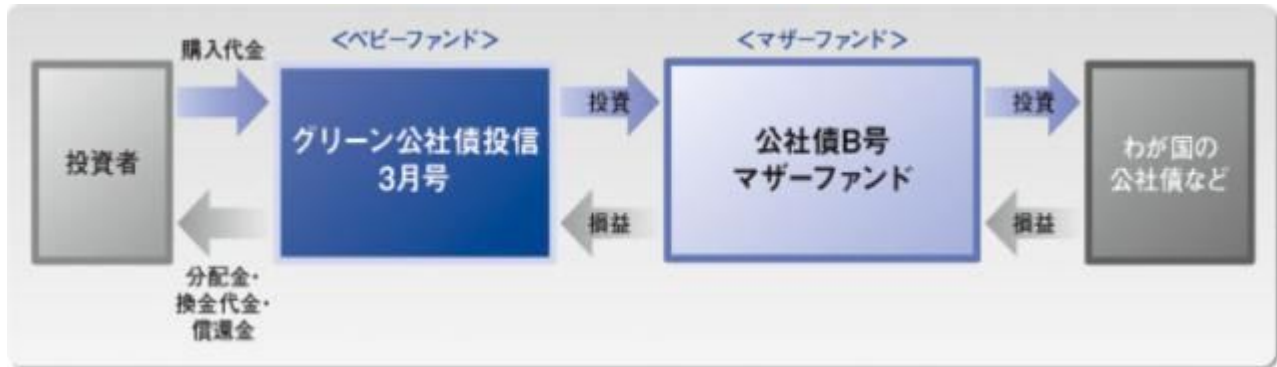 購入代金
<ベビーファンド>
<マザーファンド>
投資者
グリーン公社債投信
3月号
投資
公社債B号
マザーファンド
投資
わが国の
公社債など
損益
損益
分配金・
換金代金・
償還金